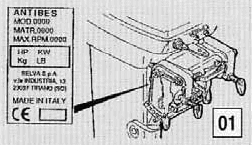 ANTIBES
MOD.0000
MATR.0000
MAX.RPM.0000
HP KW
Kg LB
SELVA S.p.A.
v.le INDUSTRIA, 13
23037 TIRANO (SO)
MADE IN ITALY
CE
01